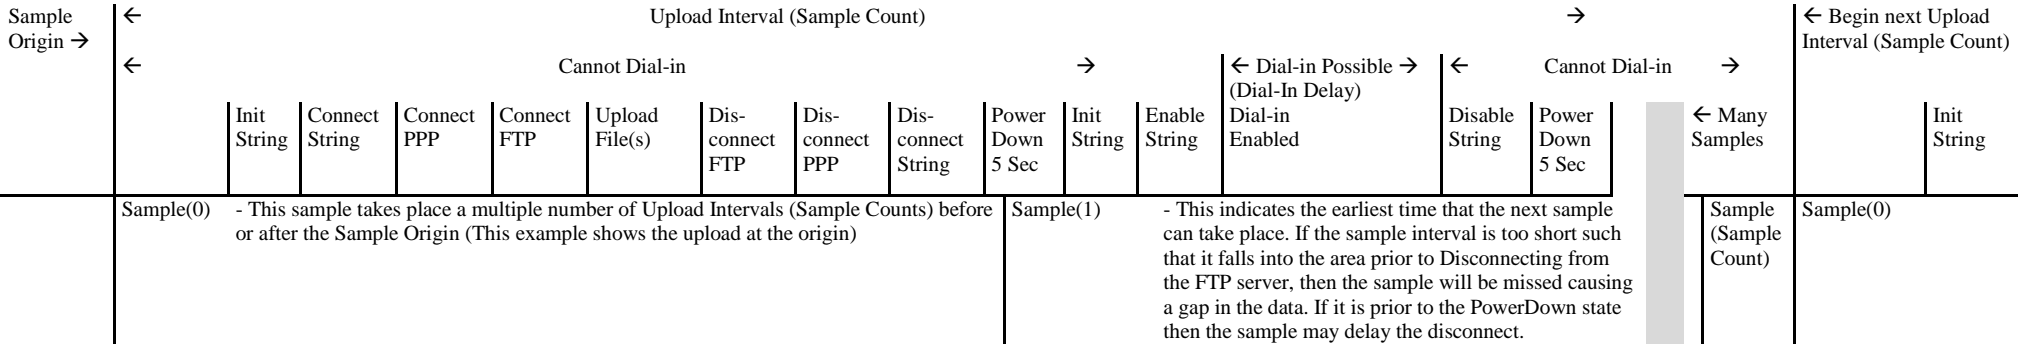 Sample
Origin →
← Upload Interval (Sample Count) →
← Begin next Upload
Interval (Sample Count)
← Cannot Dial-in →
← Dial-in Possible →
(Dial-In Delay)
← Cannot Dial-in →
Init
String
Connect
String
Connect
PPP
Connect
FTP
Upload
File(s)
Dis-
connect
FTP
Dis-
connect
PPP
Dis-
connect
String
Power
Down
5 Sec
Init
String
Enable
String
Dial-in
Enabled
Disable
String
Power
Down
5 Sec
← Many
Samples
Init
String
Sample(0)
- This sample takes place a multiple number of Upload Intervals (Sample Counts) before
or after the Sample Origin (This example shows the upload at the origin)
Sample(1)
- This indicates the earliest time that the next sample
can take place. If the sample interval is too short such
that it falls into the area prior to Disconnecting from
the FTP server, then the sample will be missed causing
a gap in the data. If it is prior to the PowerDown state
then the sample may delay the disconnect.
Sample
(Sample
Count)
Sample(0)